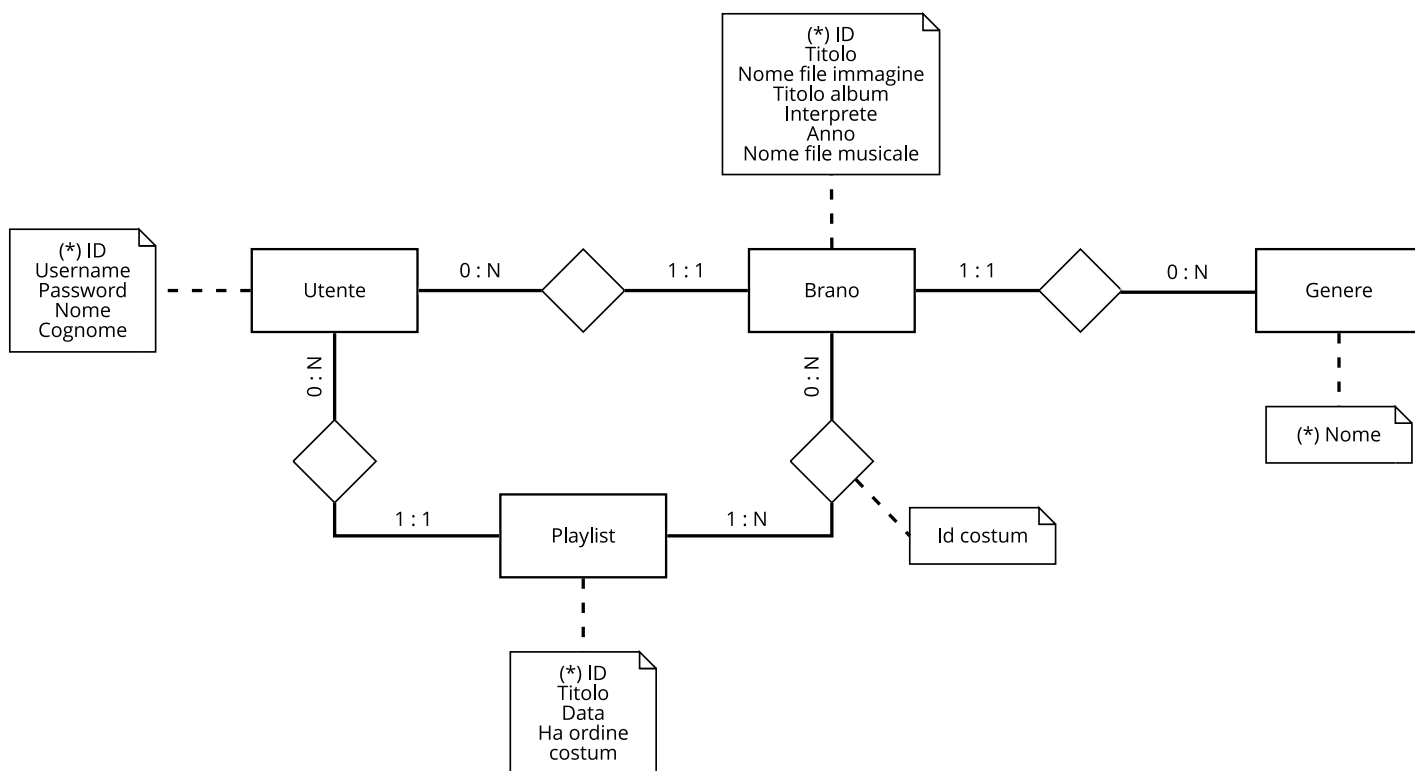 (*) ID
Titolo
Nome file immagine
Titolo album
Interprete
Anno
Nome file musicale
(*) ID
Username
Password
Nome
Cognome
Utente
0 : N
1 : 1
Brano
1 : 1
0 : N
Genere
0 : N
0 : N
(*) Nome
1 : 1
Playlist
1 : N
Id costum
(*) ID
Titolo
Data
Ha ordine
costum